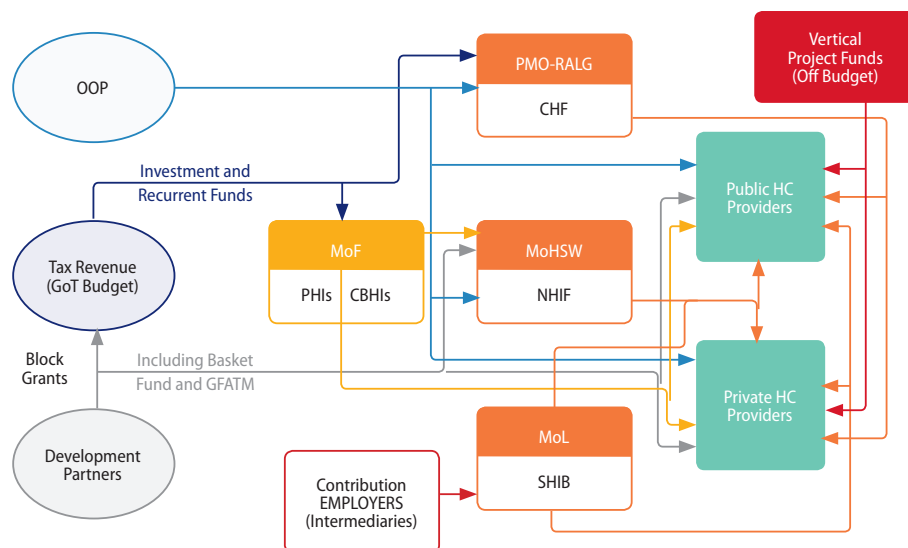 OOP
PMO-RALG
CHF
Vertical
Project Funds
(Off Budget)
Investment and
Recurrent Funds
Public HC
Providers
Tax Revenue
(GoT Budget)
MoF
PHIs
CBHIs
MoHSW
NHIF
Block
Grants
Including Basket
Fund and GFATM
Private HC
Providers
Development
Partners
MoL
SHIB
Contribution
EMPLOYERS
(Intermediaries)